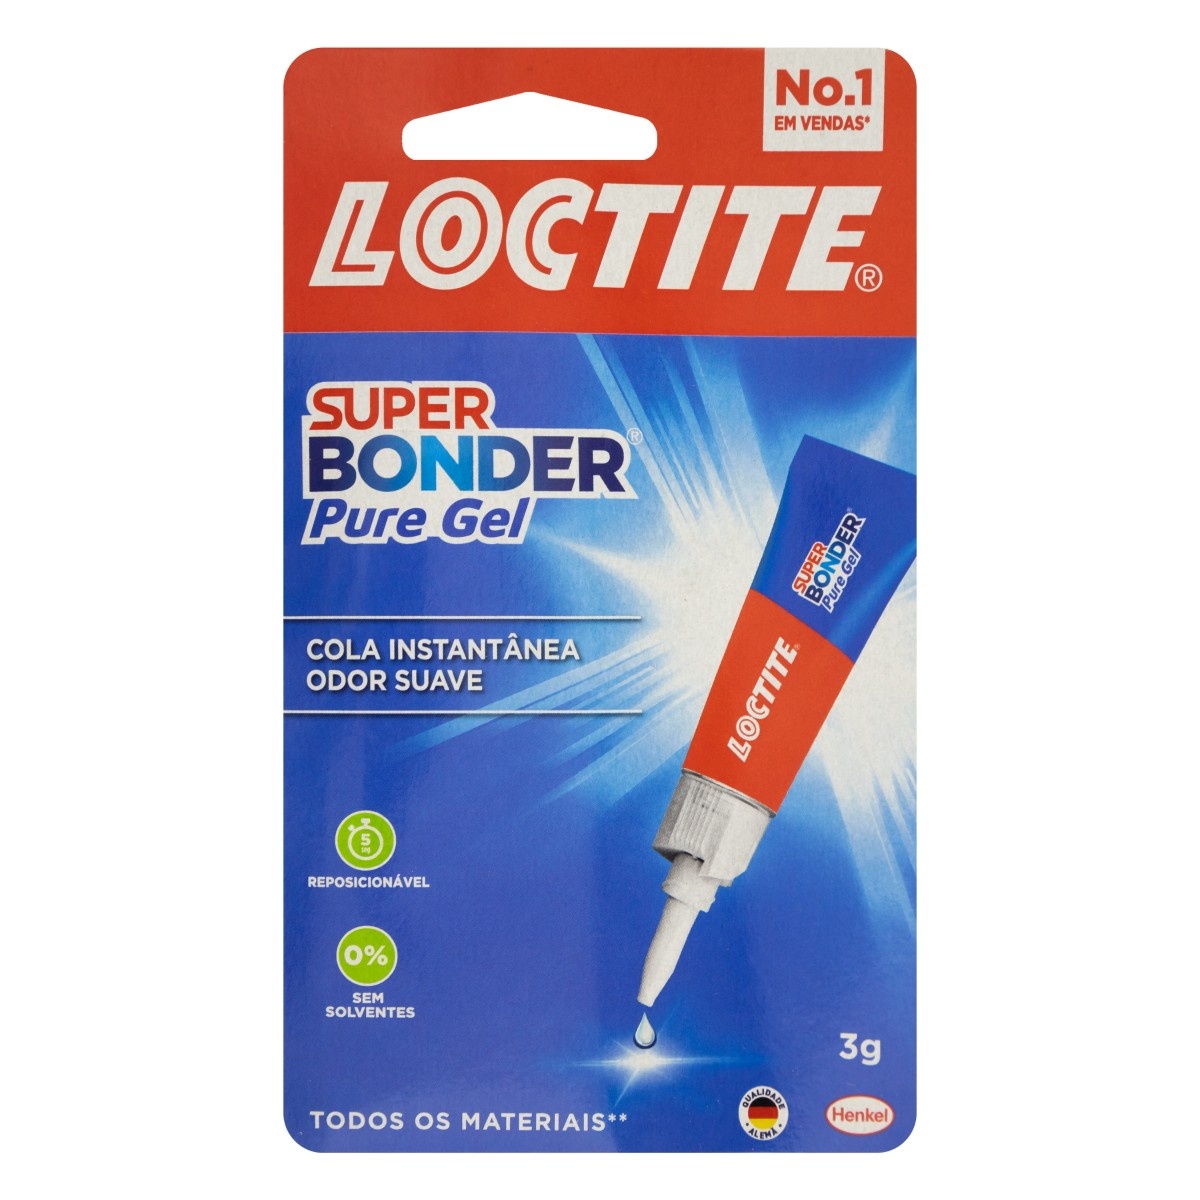 No.1
EM VENDAS*
LOCTITE®
SUPER
BONDER®
Pure Gel
COLA INSTANTÂNEA
ODOR SUAVE
SUPER
BONDER®
Pure Gel
LOCTITE®
5
seg
REPOSICIONÁVEL
0%
SEM
SOLVENTES
3g
TODOS OS MATERIAIS**
QUALIDADE
ALEMÃ
Henkel